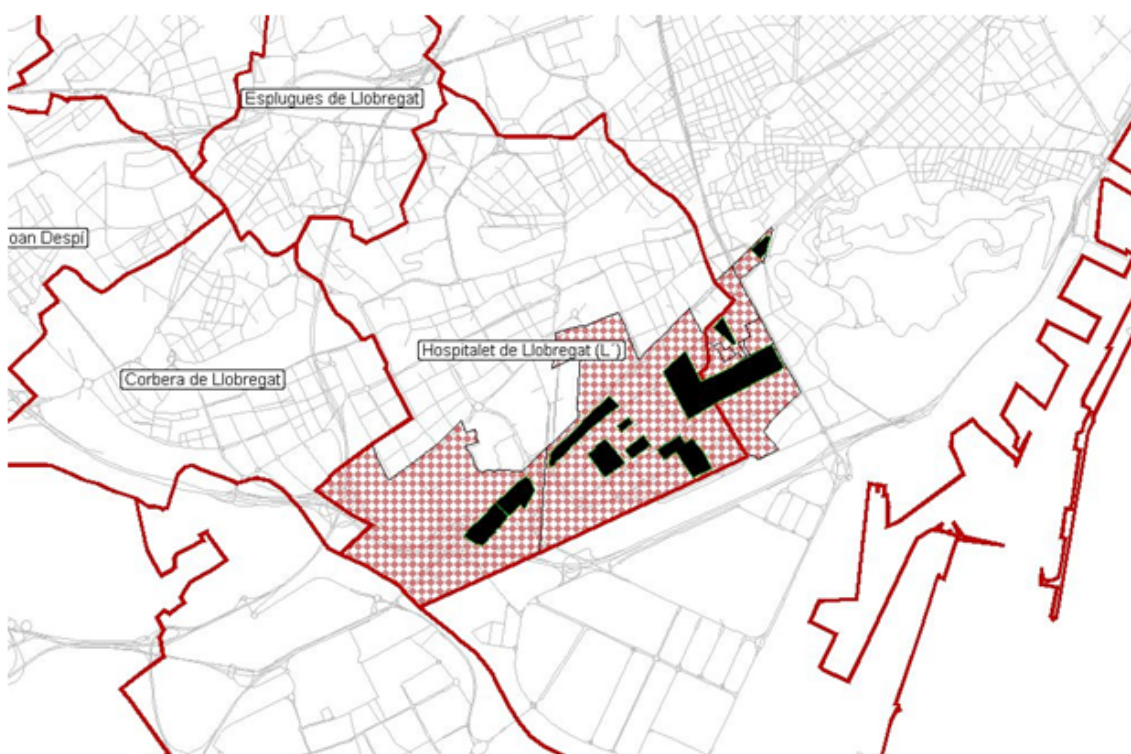 Esplugues de Llobregat
oan Despí
Hospitalet de Llobregat (L´)
Corbera de Llobregat